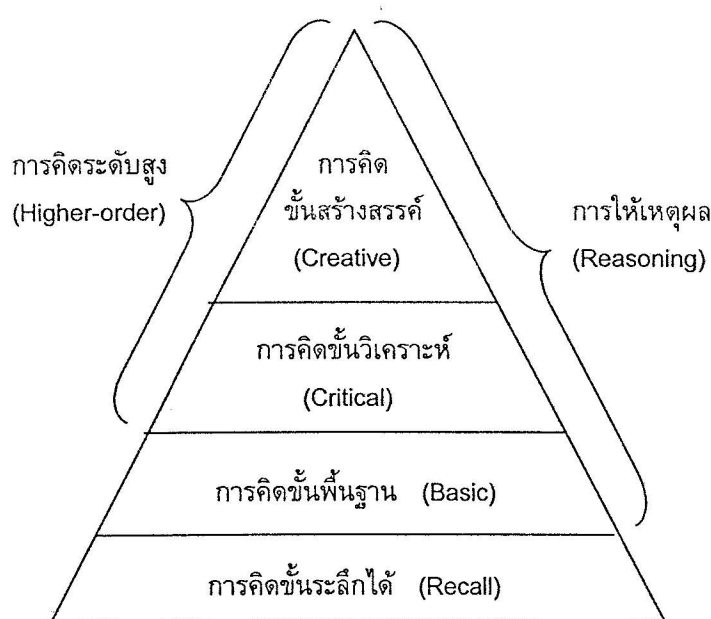 การคิดระดับสูง
(Higher-order)
การคิด
ขั้นสร้างสรรค์
(Creative)
การให้เหตุผล
(Reasoning)
การคิดขั้นวิเคราะห์
(Critical)
การคิดขั้นพื้นฐาน (Basic)
การคิดขั้นระลึกได้ (Recall)